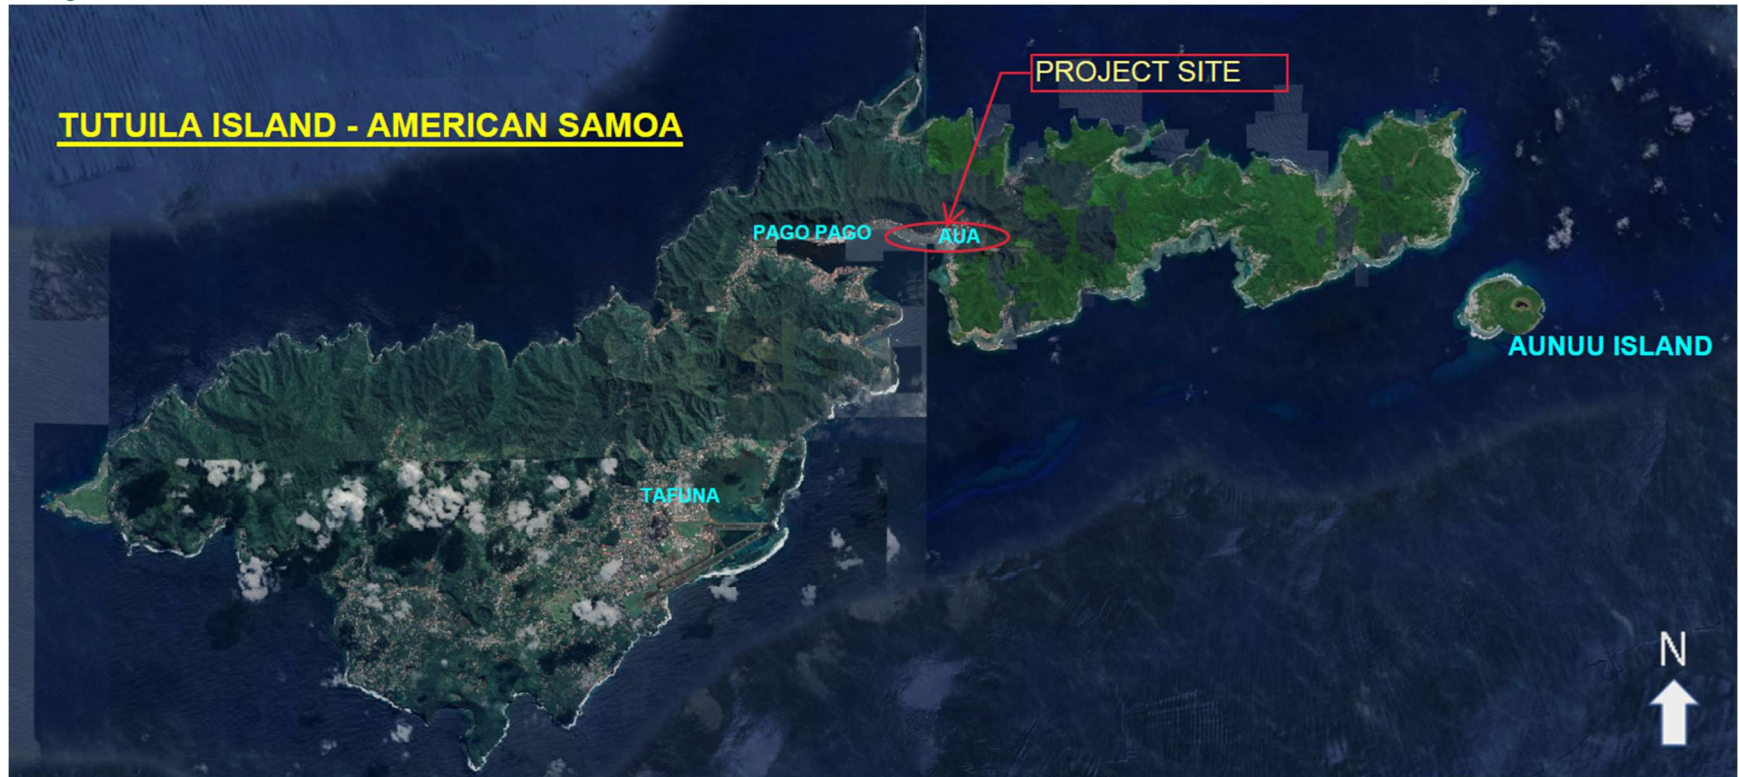 PROJECT SITE
TUTUILA ISLAND - AMERICAN SAMOA
PAGO PAGO
AUA
AUNUU ISLAND
TAFUNA
N